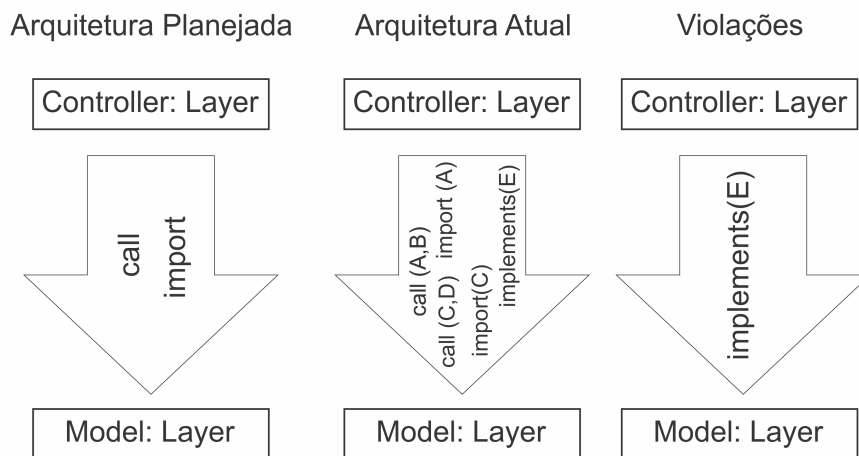 Arquitetura Planejada
Controller: Layer
call
import
Model: Layer
Arquitetura Atual
Controller: Layer
call (A,B)
call (C,D)
import (A)
import(C)
implements(E)
Model: Layer
Violações
Controller: Layer
implements(E)
Model: Layer